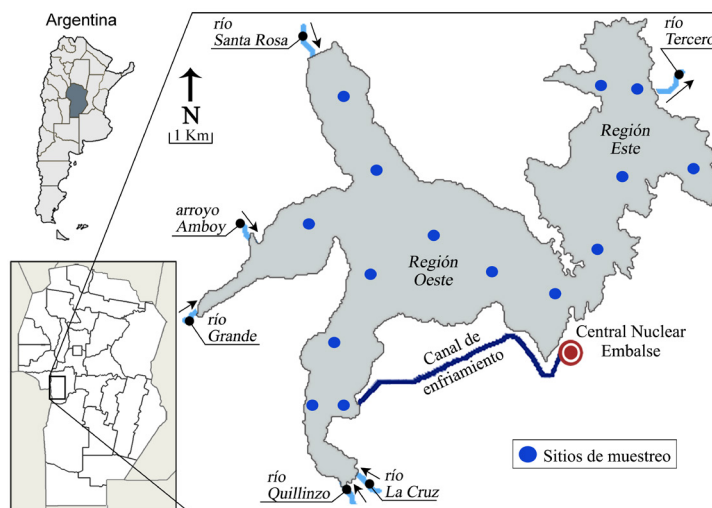 Argentina
N
1 Km
río
Santa Rosa
río
Tercero
Región
Este
arroyo
Amboy
Región
Oeste
río
Grande
Canal de
enfriamiento
Central Nuclear
Embalse
Sitios de muestreo
río
Quillinzo
río
La Cruz